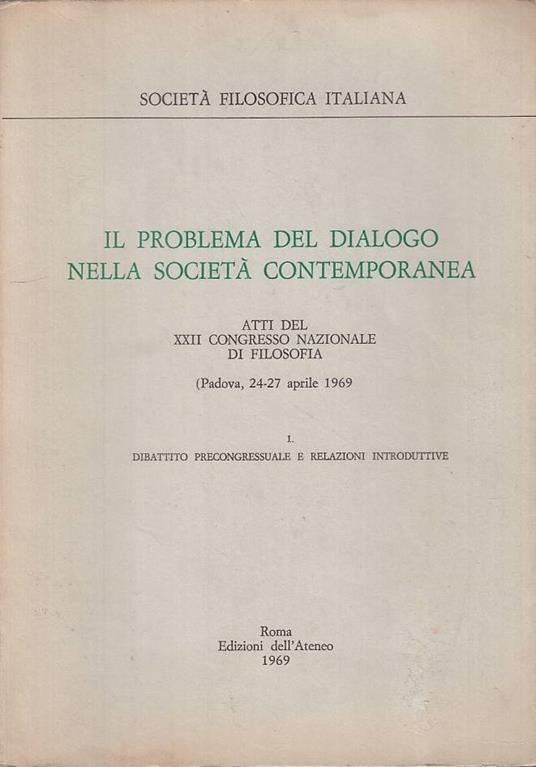 SOCIETÀ FILOSOFICA ITALIANA
IL PROBLEMA DEL DIALOGO
NELLA SOCIETÀ CONTEMPORANEA
ATTI DEL
XXII CONGRESSO NAZIONALE
DI FILOSOFIA
(Padova, 24-27 aprile 1969
I.
DIBATTITO PRECONGRESSUALE E RELAZIONI INTRODUTTIVE
Roma
Edizioni dell'Ateneo
1969